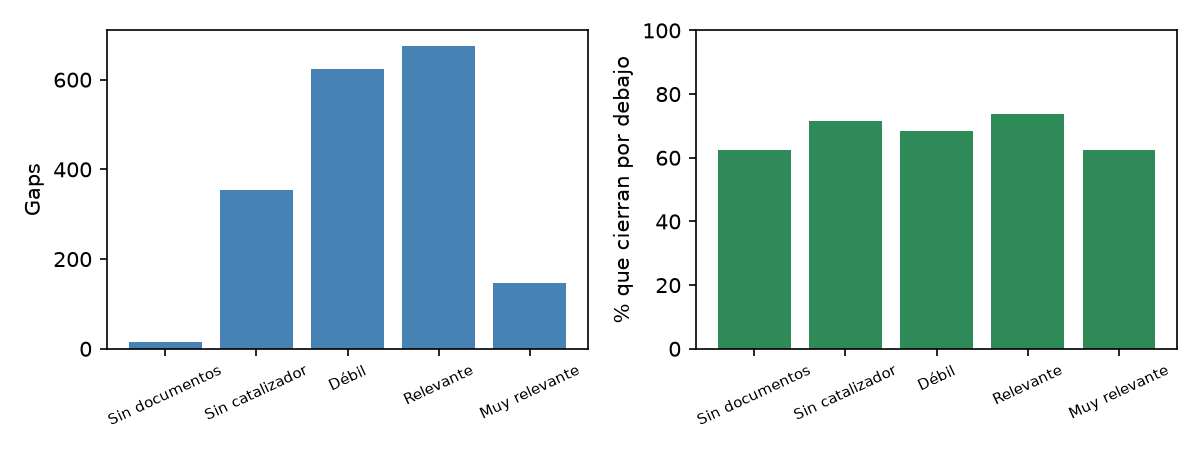 Gaps
600
400
200
0
Sin documentos
Sin catalizador
Débil
Relevante
Muy relevante
% que cierran por debajo
100
80
60
40
20
0
Sin documentos
Sin catalizador
Débil
Relevante
Muy relevante